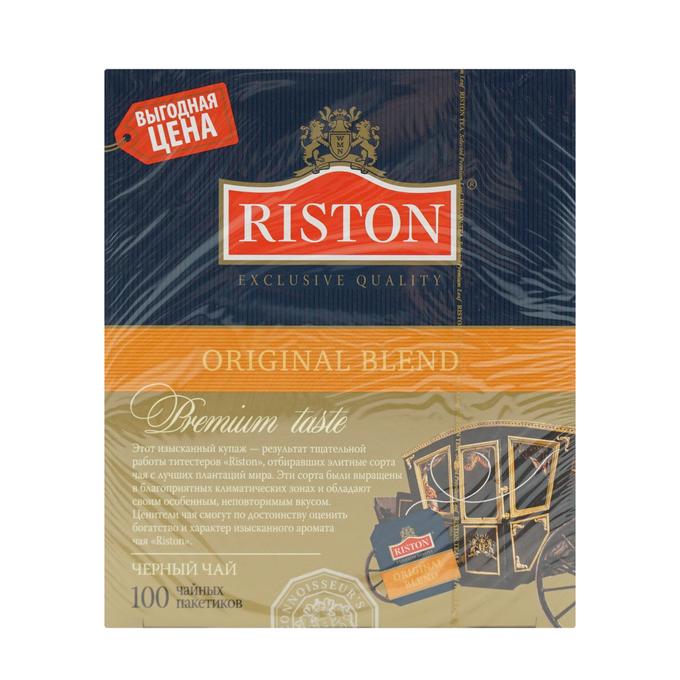 ВЫГОДНАЯ
ЦЕНА
W
M N
RISTON
®
EXCLUSIVE QUALITY
ORIGINAL BLEND
Premium taste
Этот изысканный купаж — результат тщательной
работы титестеров «Riston», отбиравших элитные сорта
чая с лучших плантаций мира. Эти сорта были выращены
в благоприятных климатических зонах и обладают
своим особенным, неповторимым вкусом.
Ценители чая смогут по достоинству оценить
богатство и характер изысканного аромата
чая «Riston».
ЧЕРНЫЙ ЧАЙ
100 чайных
пакетиков
RISTON
ORIGINAL
BLEND
CONNOISSEUR'S